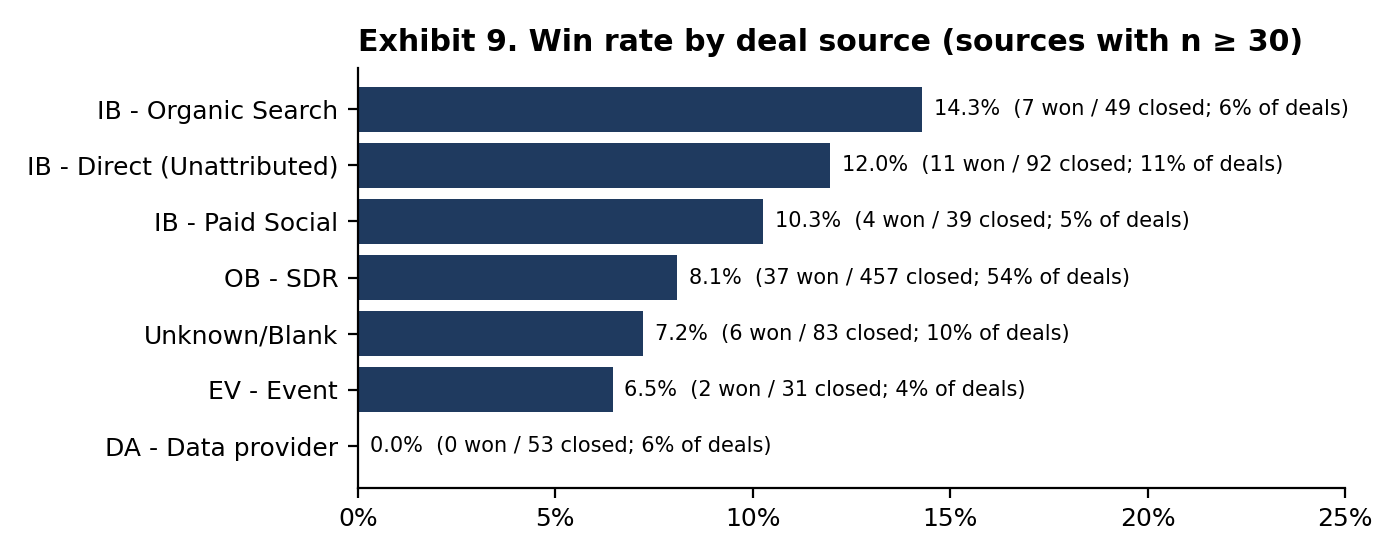 Exhibit 9. Win rate by deal source (sources with n ≥ 30)
IB - Organic Search 14.3% (7 won / 49 closed; 6% of deals)
IB - Direct (Unattributed) 12.0% (11 won / 92 closed; 11% of deals)
IB - Paid Social 10.3% (4 won / 39 closed; 5% of deals)
OB - SDR 8.1% (37 won / 457 closed; 54% of deals)
Unknown/Blank 7.2% (6 won / 83 closed; 10% of deals)
EV - Event 6.5% (2 won / 31 closed; 4% of deals)
DA - Data provider 0.0% (0 won / 53 closed; 6% of deals)
0% 5% 10% 15% 20% 25%